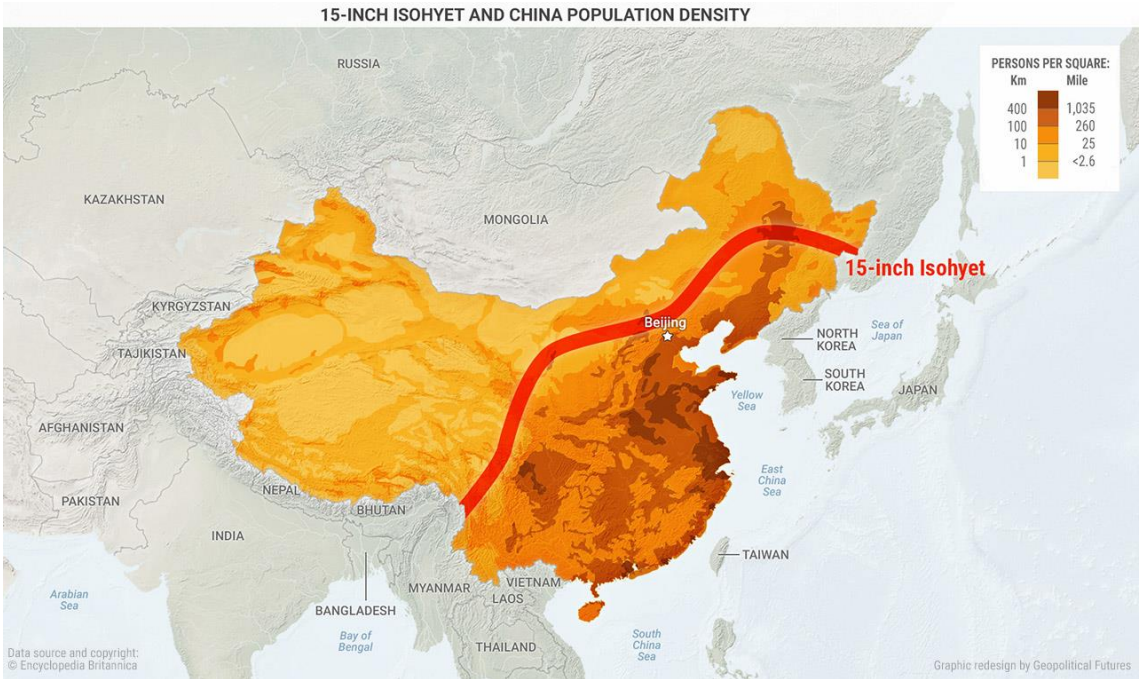 15-INCH ISOHYET AND CHINA POPULATION DENSITY
RUSSIA
PERSONS PER SQUARE:
Km Mile
400 1,035
100 260
10 25
1 <2.6
KAZAKHSTAN
MONGOLIA
15-inch Isohyet
KYRGYZSTAN
Beijing
TAJIKISTAN
NORTH
KOREA
Sea of
Japan
SOUTH
KOREA
JAPAN
Yellow
Sea
AFGHANISTAN
East
China
Sea
PAKISTAN
NEPAL
BHUTAN
INDIA
TAIWAN
MYANMAR
VIETNAM
LAOS
Arabian
Sea
BANGLADESH
Bay of
Bengal
South
China
Sea
THAILAND
Data source and copyright:
© Encyclopedia Britannica
Graphic redesign by Geopolitical Futures